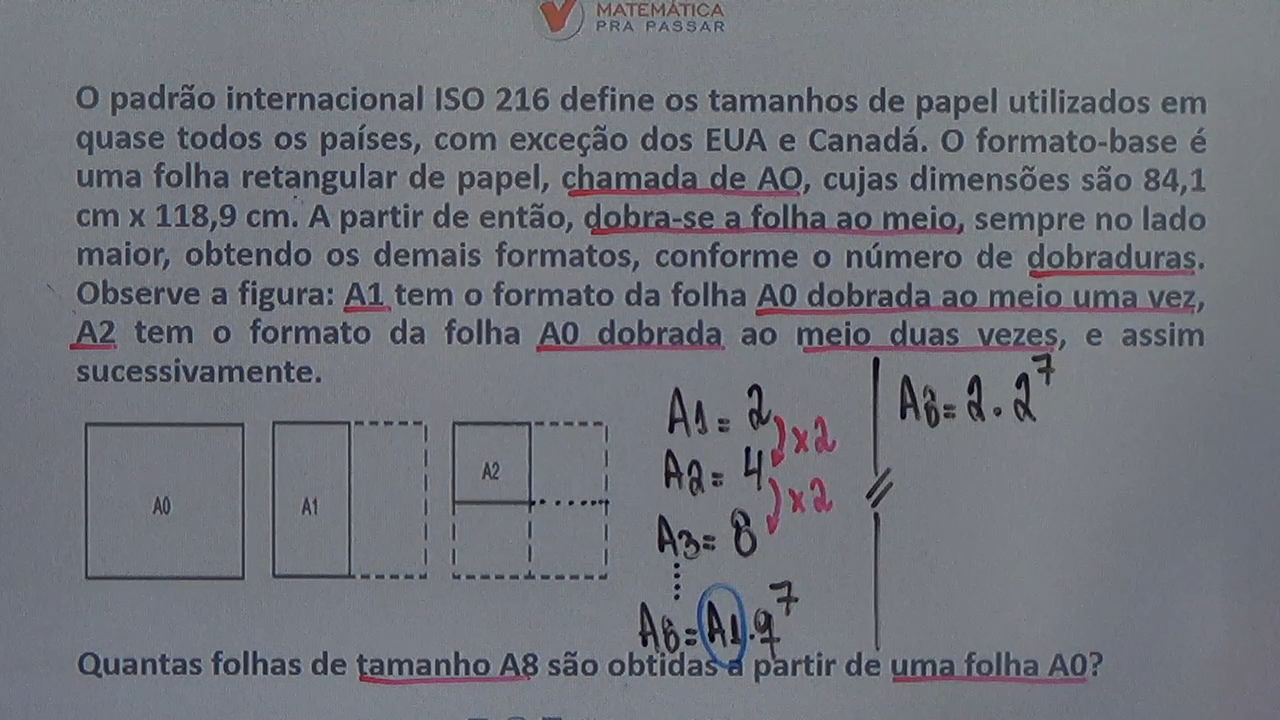 MATEMÁTICA
PRA PASSAR
O padrão internacional ISO 216 define os tamanhos de papel utilizados em
quase todos os países, com exceção dos EUA e Canadá. O formato-base é
uma folha retangular de papel, chamada de AO, cujas dimensões são 84,1
cm x 118,9 cm. A partir de então, dobra-se a folha ao meio, sempre no lado
maior, obtendo os demais formatos, conforme o número de dobraduras.
Observe a figura: A1 tem o formato da folha A0 dobrada ao meio uma vez,
A2 tem o formato da folha A0 dobrada ao meio duas vezes, e assim
sucessivamente.
A0
A1
A2
A1 = 2
x2
A2 = 4
x2
A3 = 8
A8 = A1 . q⁷
A8 = 2 . 2⁷
Quantas folhas de tamanho A8 são obtidas a partir de uma folha A0?